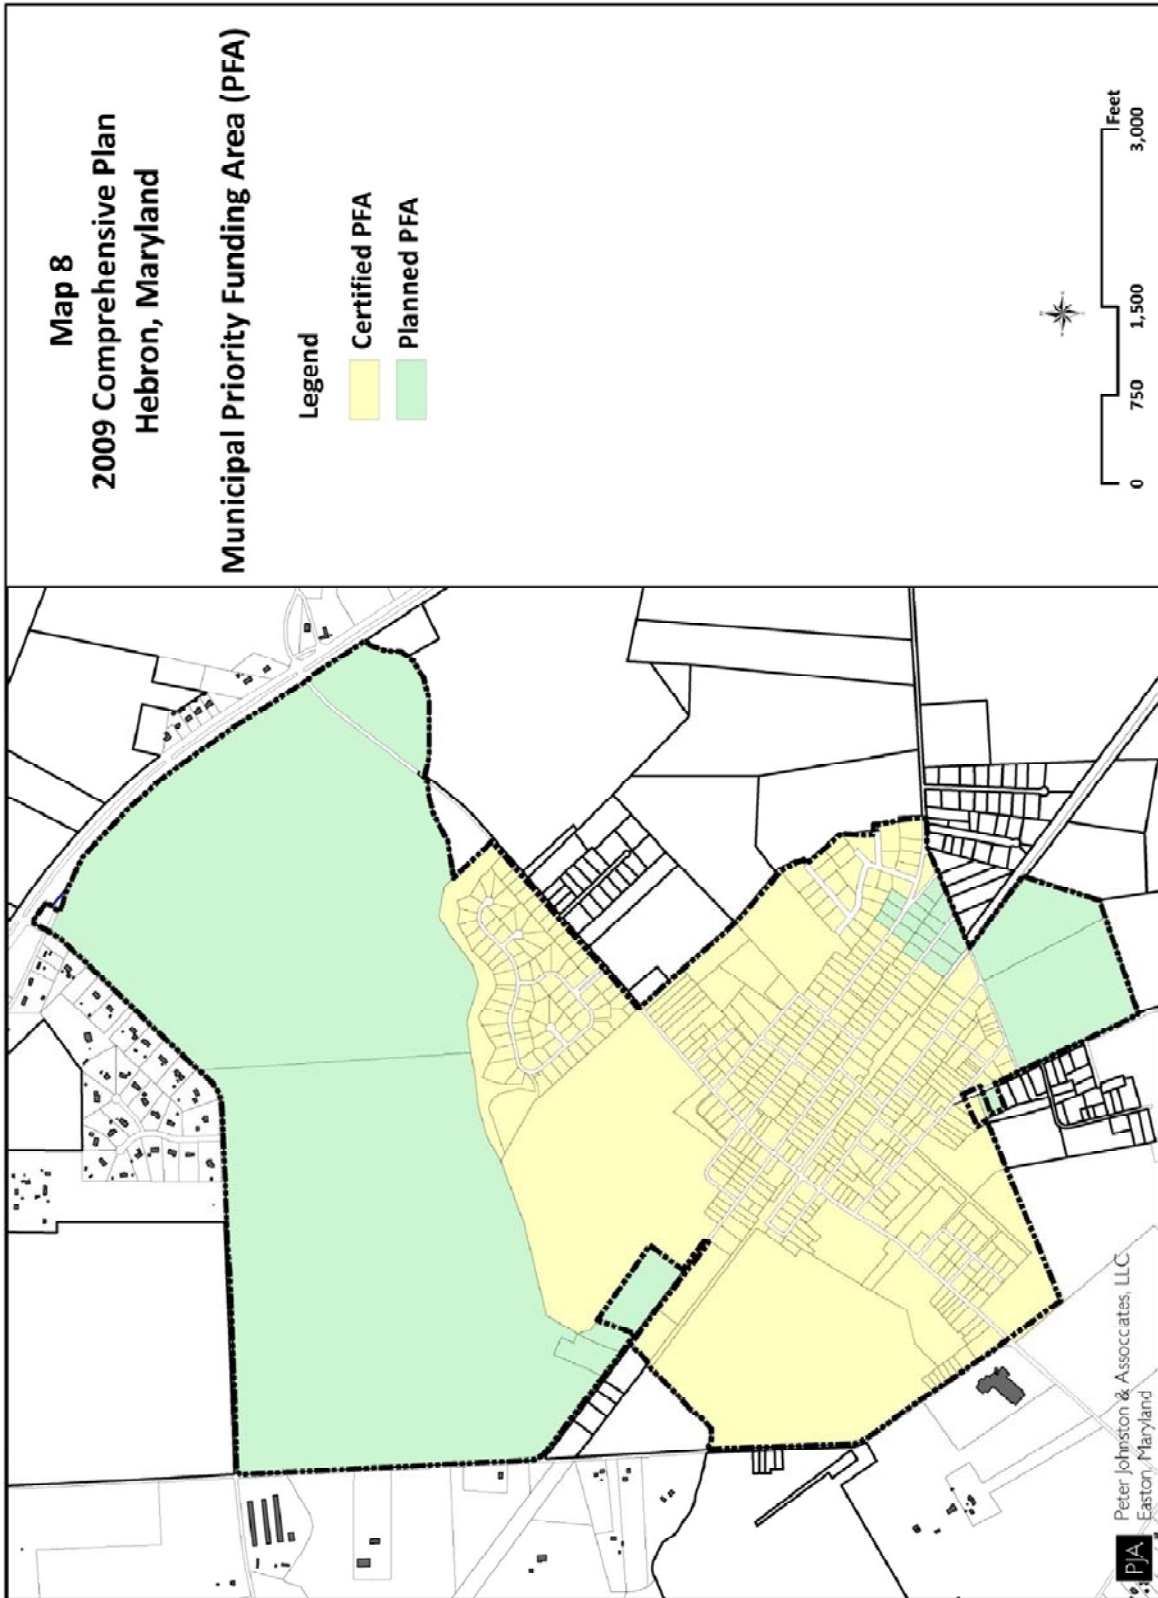 Map 8
2009 Comprehensive Plan
Hebron, Maryland
Municipal Priority Funding Area (PFA)
Legend
Certified PFA
Planned PFA
0 750 1,500 3,000
Feet
PJA
Peter Johnston & Assoccates, LLC
Easton, Maryland